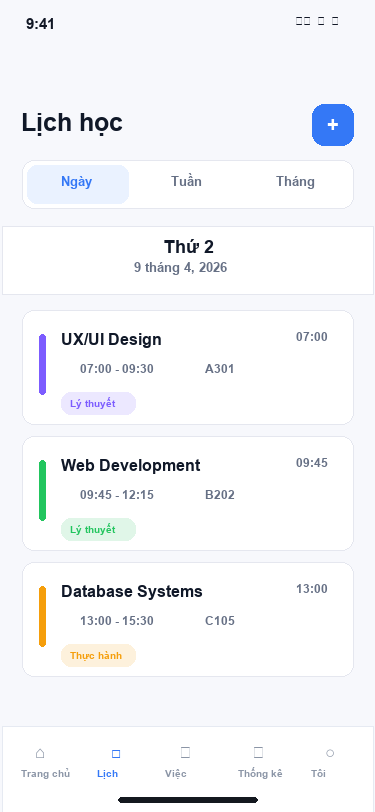 9:41
Lịch học
+
Ngày Tuần Tháng
Thứ 2
9 tháng 4, 2026
UX/UI Design 07:00
07:00 - 09:30 A301
Lý thuyết
Web Development 09:45
09:45 - 12:15 B202
Lý thuyết
Database Systems 13:00
13:00 - 15:30 C105
Thực hành
Trang chủ Lịch Việc Thống kê Tôi